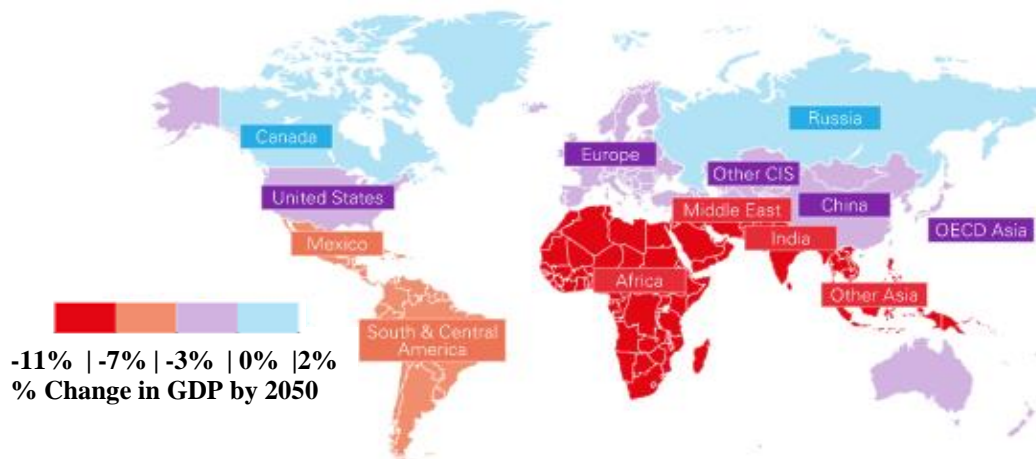 Russia
Canada
Europe
Other CIS
United States
Middle East
China
OECD Asia
Mexico
India
Africa
Other Asia
South & Central
America
-11% | -7% | -3% | 0% |2%
% Change in GDP by 2050